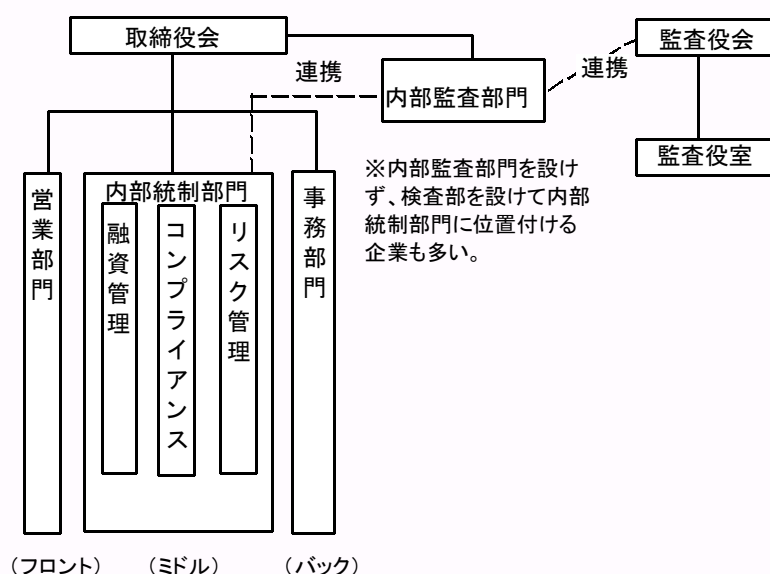 取締役会
監査役会
連携
連携
内部監査部門
監査役室
※内部監査部門を設け
ず、検査部を設けて内部
統制部門に位置付ける
企業も多い。
営業部門
内部統制部門
融資管理
コンプライアンス
リスク管理
事務部門
（フロント）
（ミドル）
（バック）